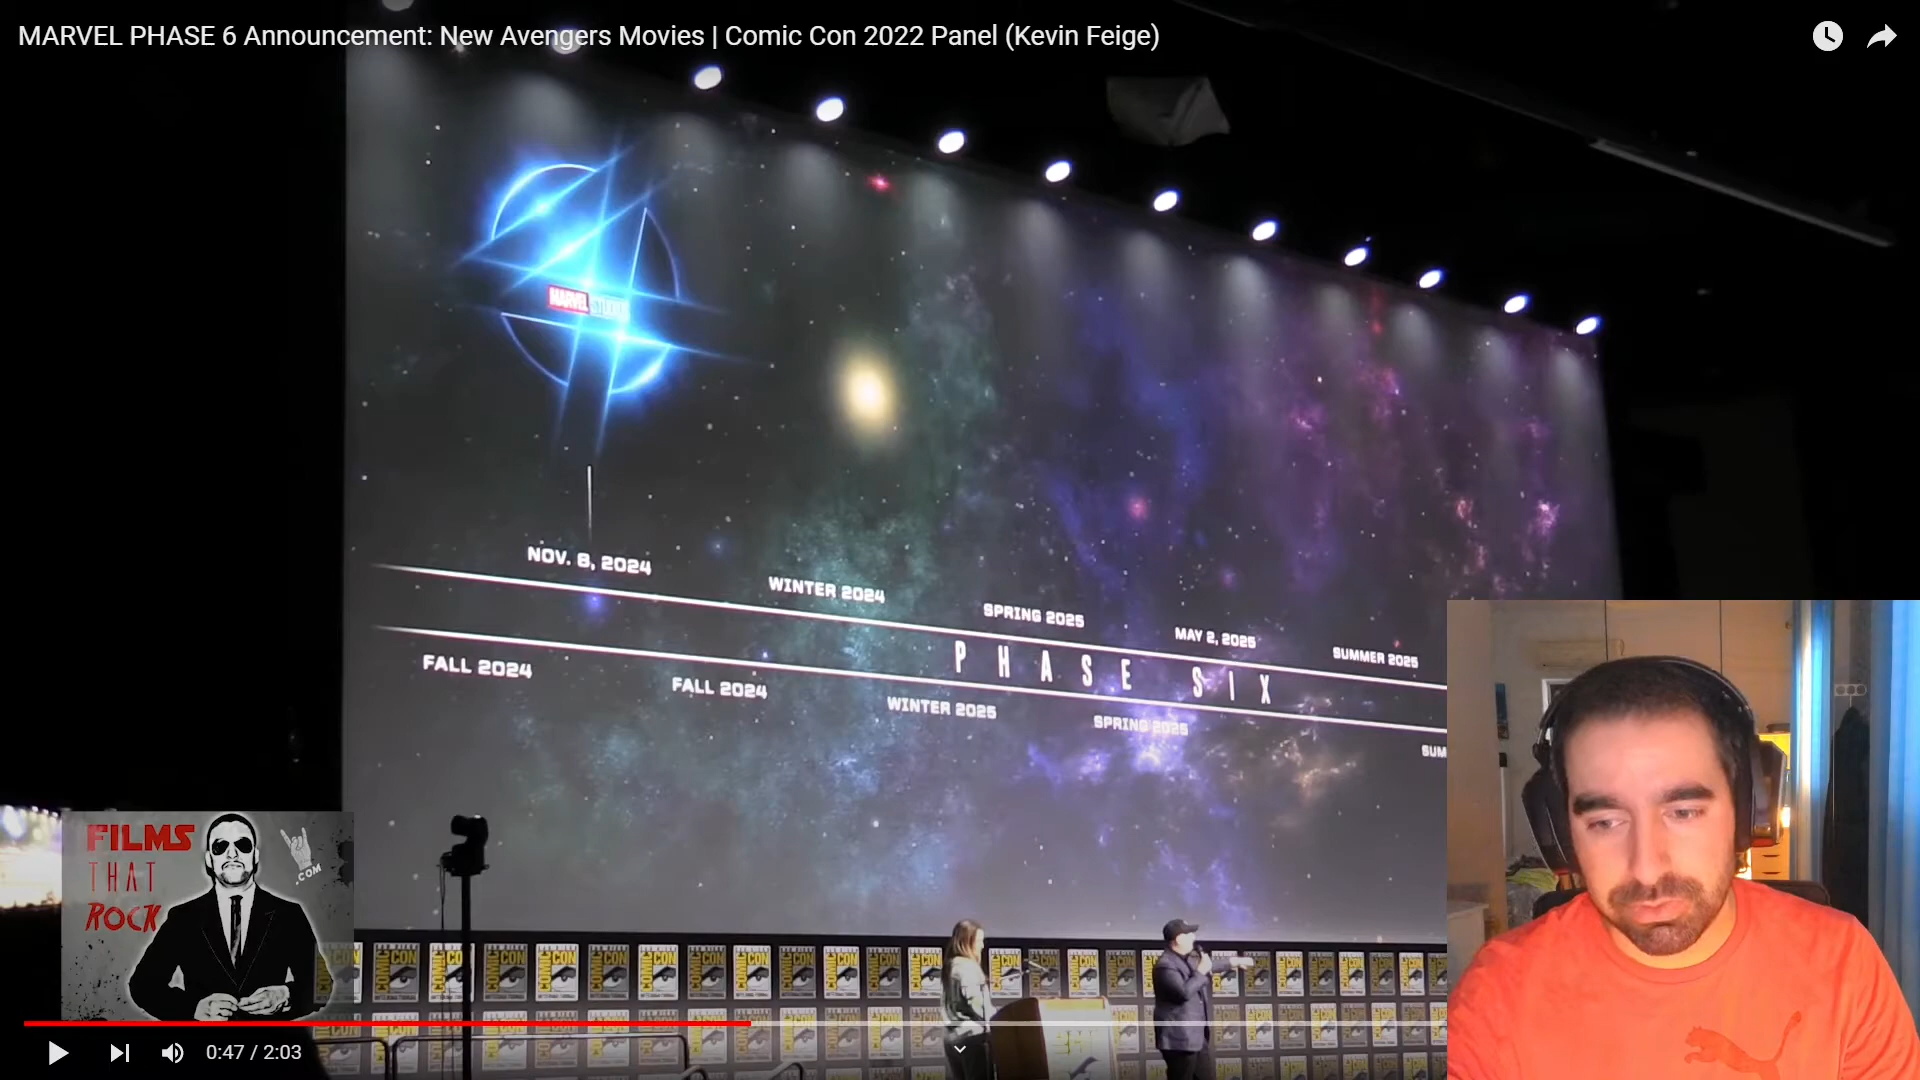 MARVEL PHASE 6 Announcement: New Avengers Movies | Comic Con 2022 Panel (Kevin Feige)
MARVEL STUDIOS
NOV. 8, 2024
WINTER 2024
SPRING 2025
MAY 2, 2025
SUMMER 2025
PHASE SIX
FALL 2024
FALL 2024
WINTER 2025
SPRING 2025
SUM
FILMS
THAT
ROCK
.COM
COMIC CON
0:47 / 2:03